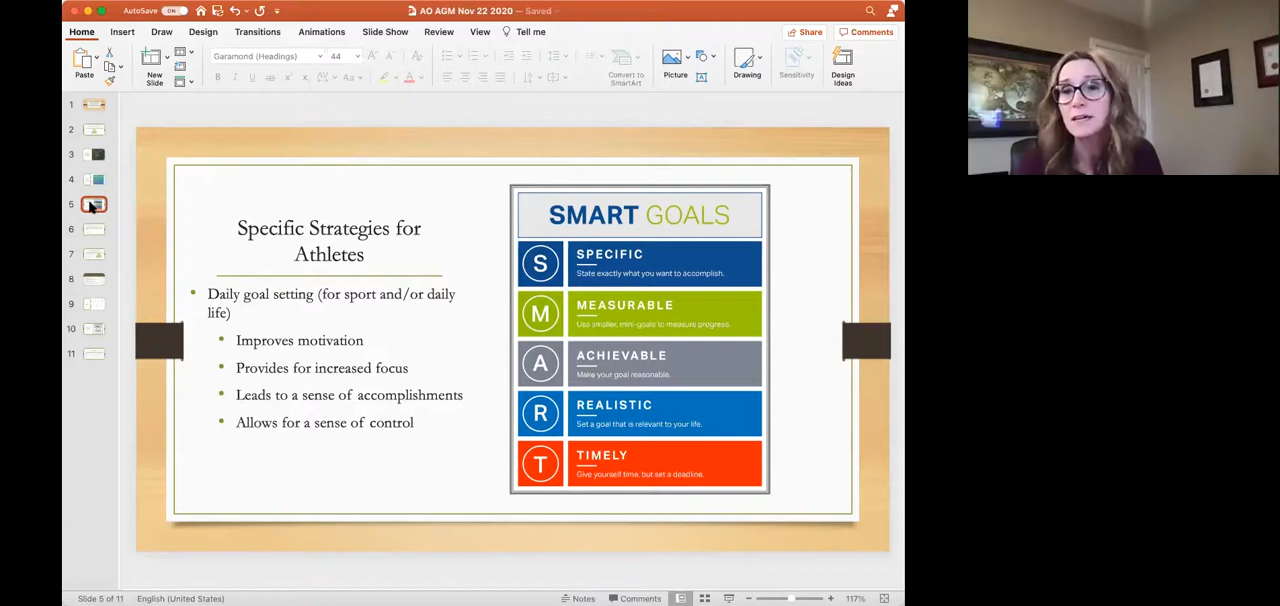 AutoSave ON
AO AGM Nov 22 2020 — Saved
Home Insert Draw Design Transitions Animations Slide Show Review View Tell me
Share Comments
Paste
New Slide
Garamond (Headings) 44
B I U ab x x AV Aa A
Convert to SmartArt
Picture
Drawing
Sensitivity
Design Ideas
1
2
3
4
5
6
7
8
9
10
11
Specific Strategies for
Athletes
Daily goal setting (for sport and/or daily
life)
Improves motivation
Provides for increased focus
Leads to a sense of accomplishments
Allows for a sense of control
SMART GOALS
S SPECIFIC
State exactly what you want to accomplish.
M MEASURABLE
Use smaller, mini-goals to measure progress.
A ACHIEVABLE
Make your goal reasonable.
R REALISTIC
Set a goal that is relevant to your life.
T TIMELY
Give yourself time, but set a deadline.
Slide 5 of 11 English (United States)
Notes Comments 117%